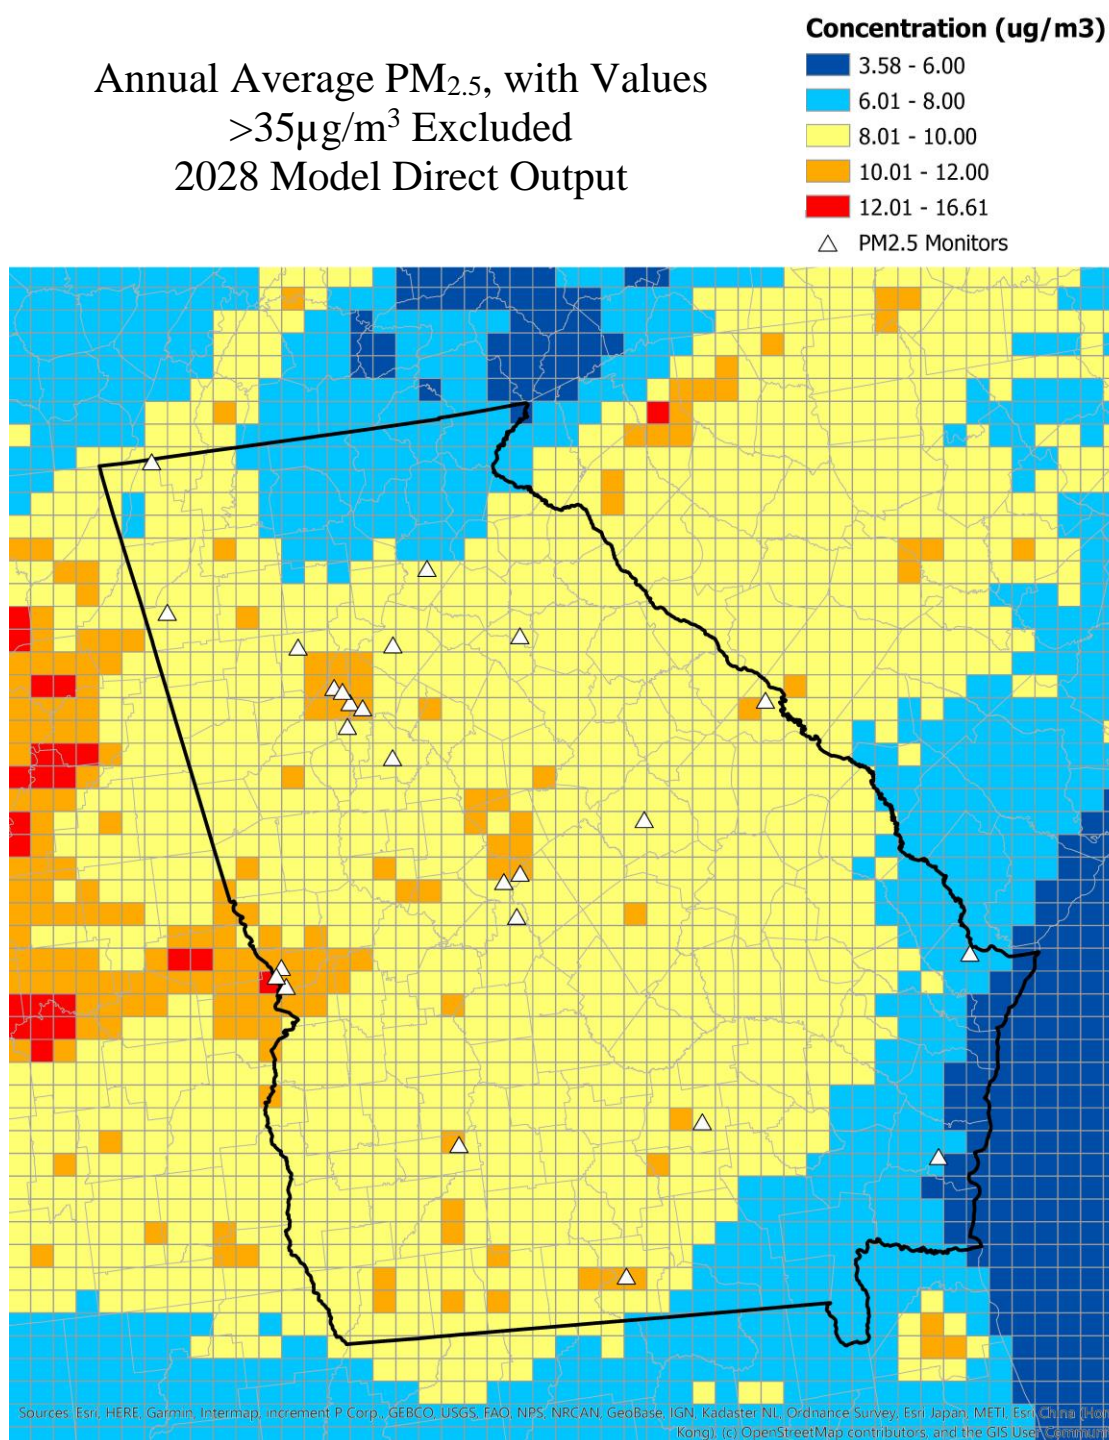 Annual Average PM2.5, with Values
>35µg/m3 Excluded
2028 Model Direct Output
Concentration (ug/m3)
3.58 - 6.00
6.01 - 8.00
8.01 - 10.00
10.01 - 12.00
12.01 - 16.61
PM2.5 Monitors
Sources: Esri, HERE, Garmin, Intermap, increment P Corp., GEBCO, USGS, FAO, NPS, NRCAN, GeoBase, IGN, Kadaster NL, Ordnance Survey, Esri Japan, METI, Esri China (Hon
Kong), (c) OpenStreetMap contributors, and the GIS User Commun